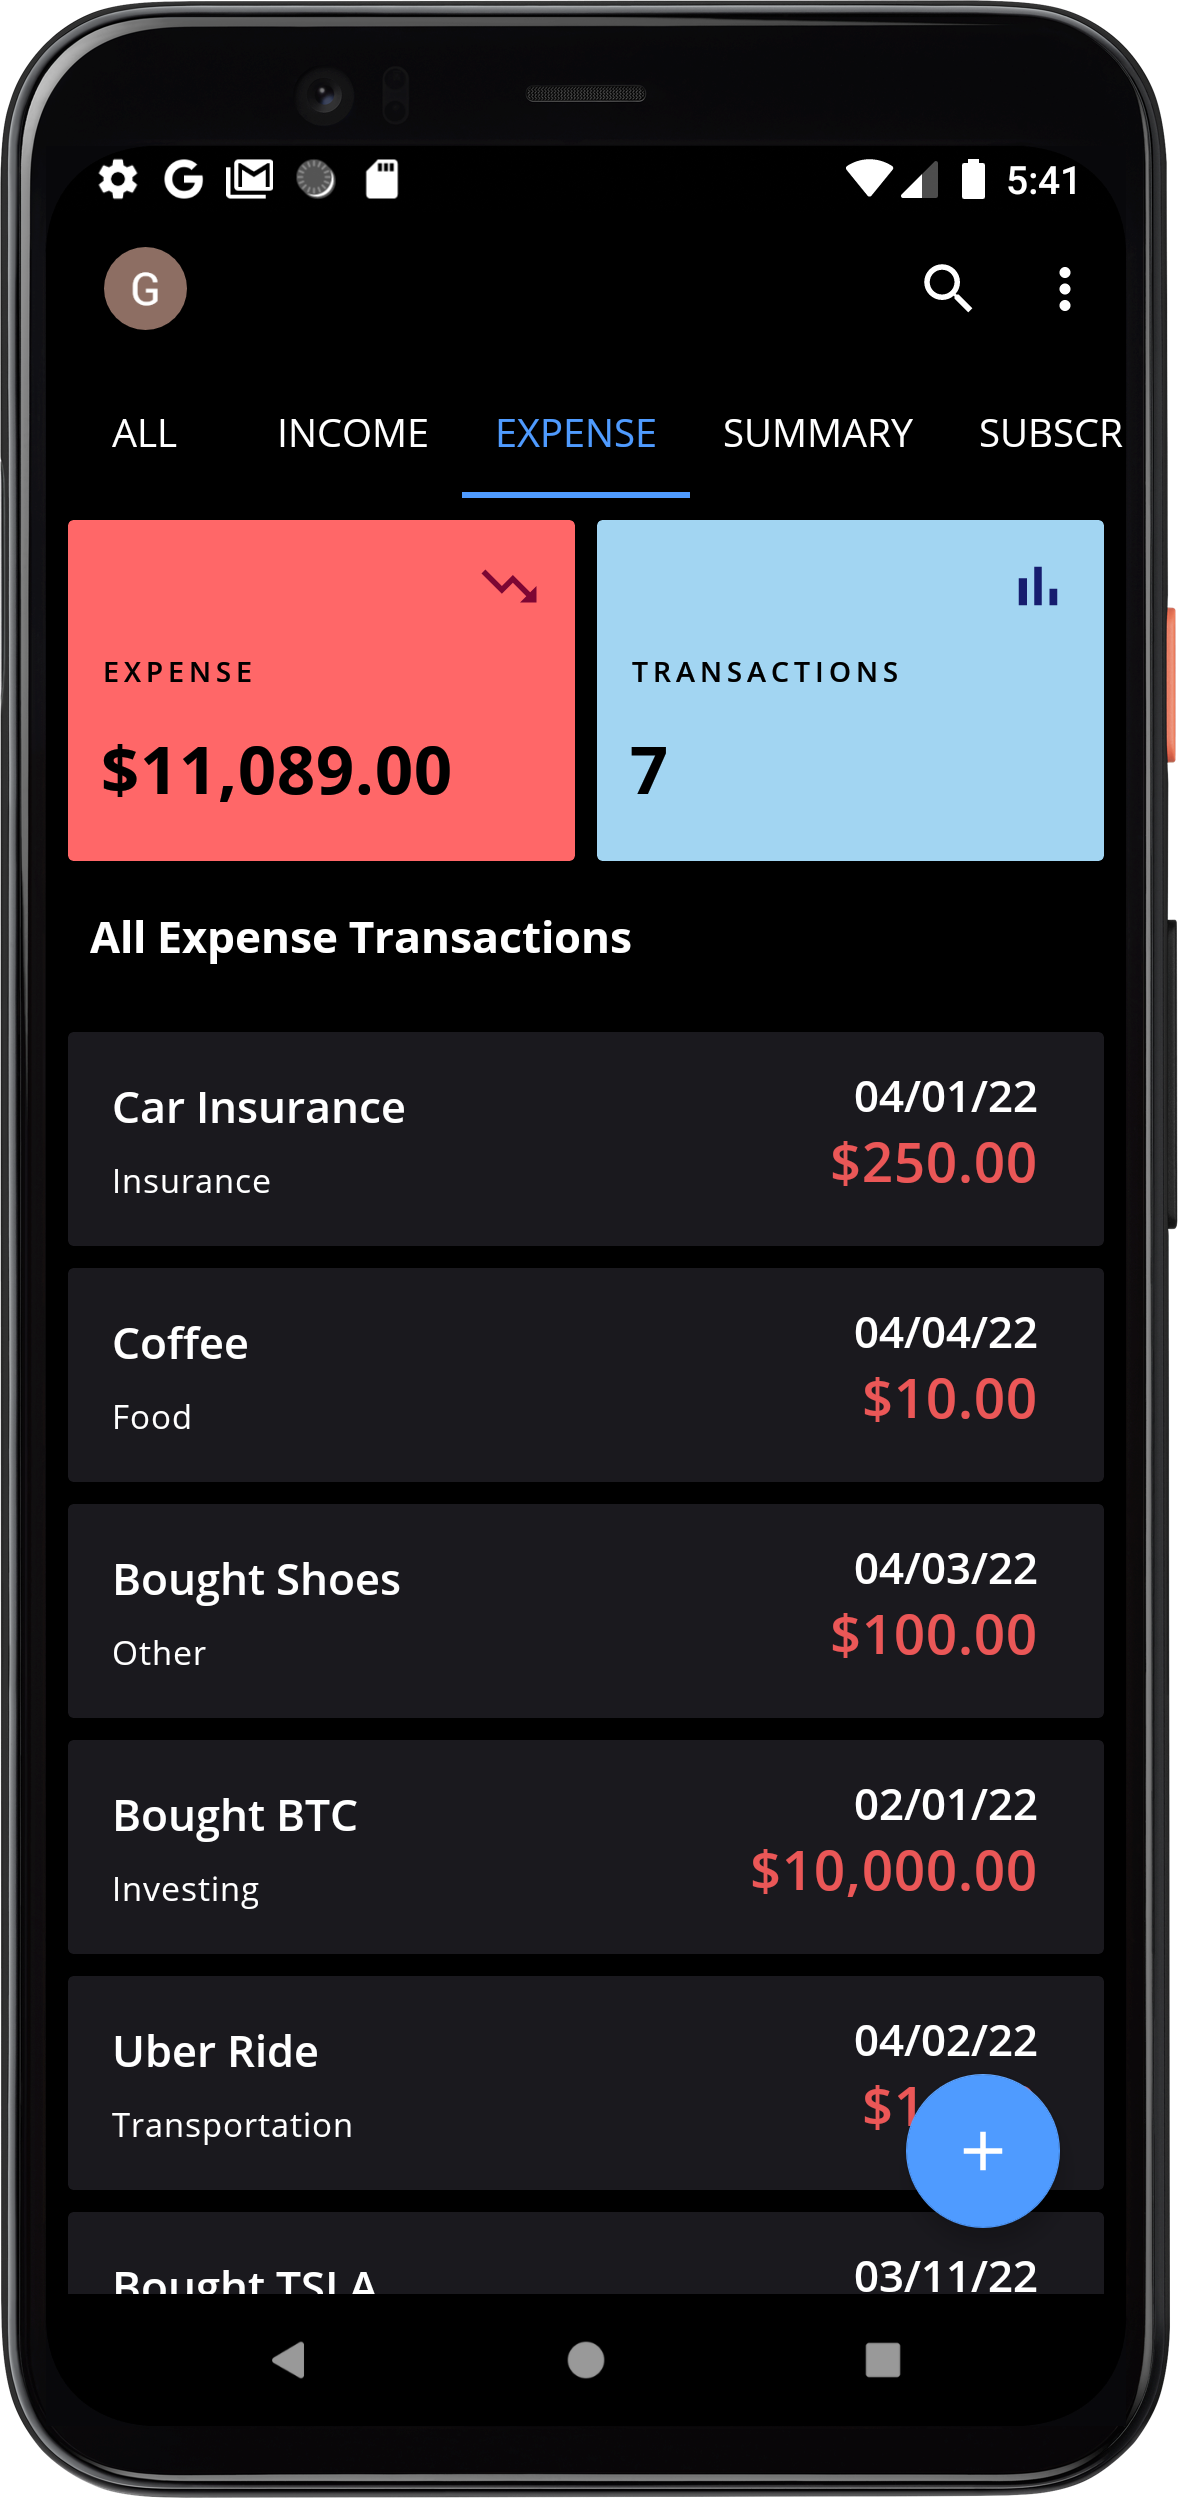 5:41
G
ALL INCOME EXPENSE SUMMARY SUBSCR
EXPENSE
$11,089.00
TRANSACTIONS
7
All Expense Transactions
Car Insurance
04/01/22
Insurance
$250.00
Coffee
04/04/22
Food
$10.00
Bought Shoes
04/03/22
Other
$100.00
Bought BTC
02/01/22
Investing
$10,000.00
Uber Ride
04/02/22
Transportation
$1
Bought TSLA
03/11/22